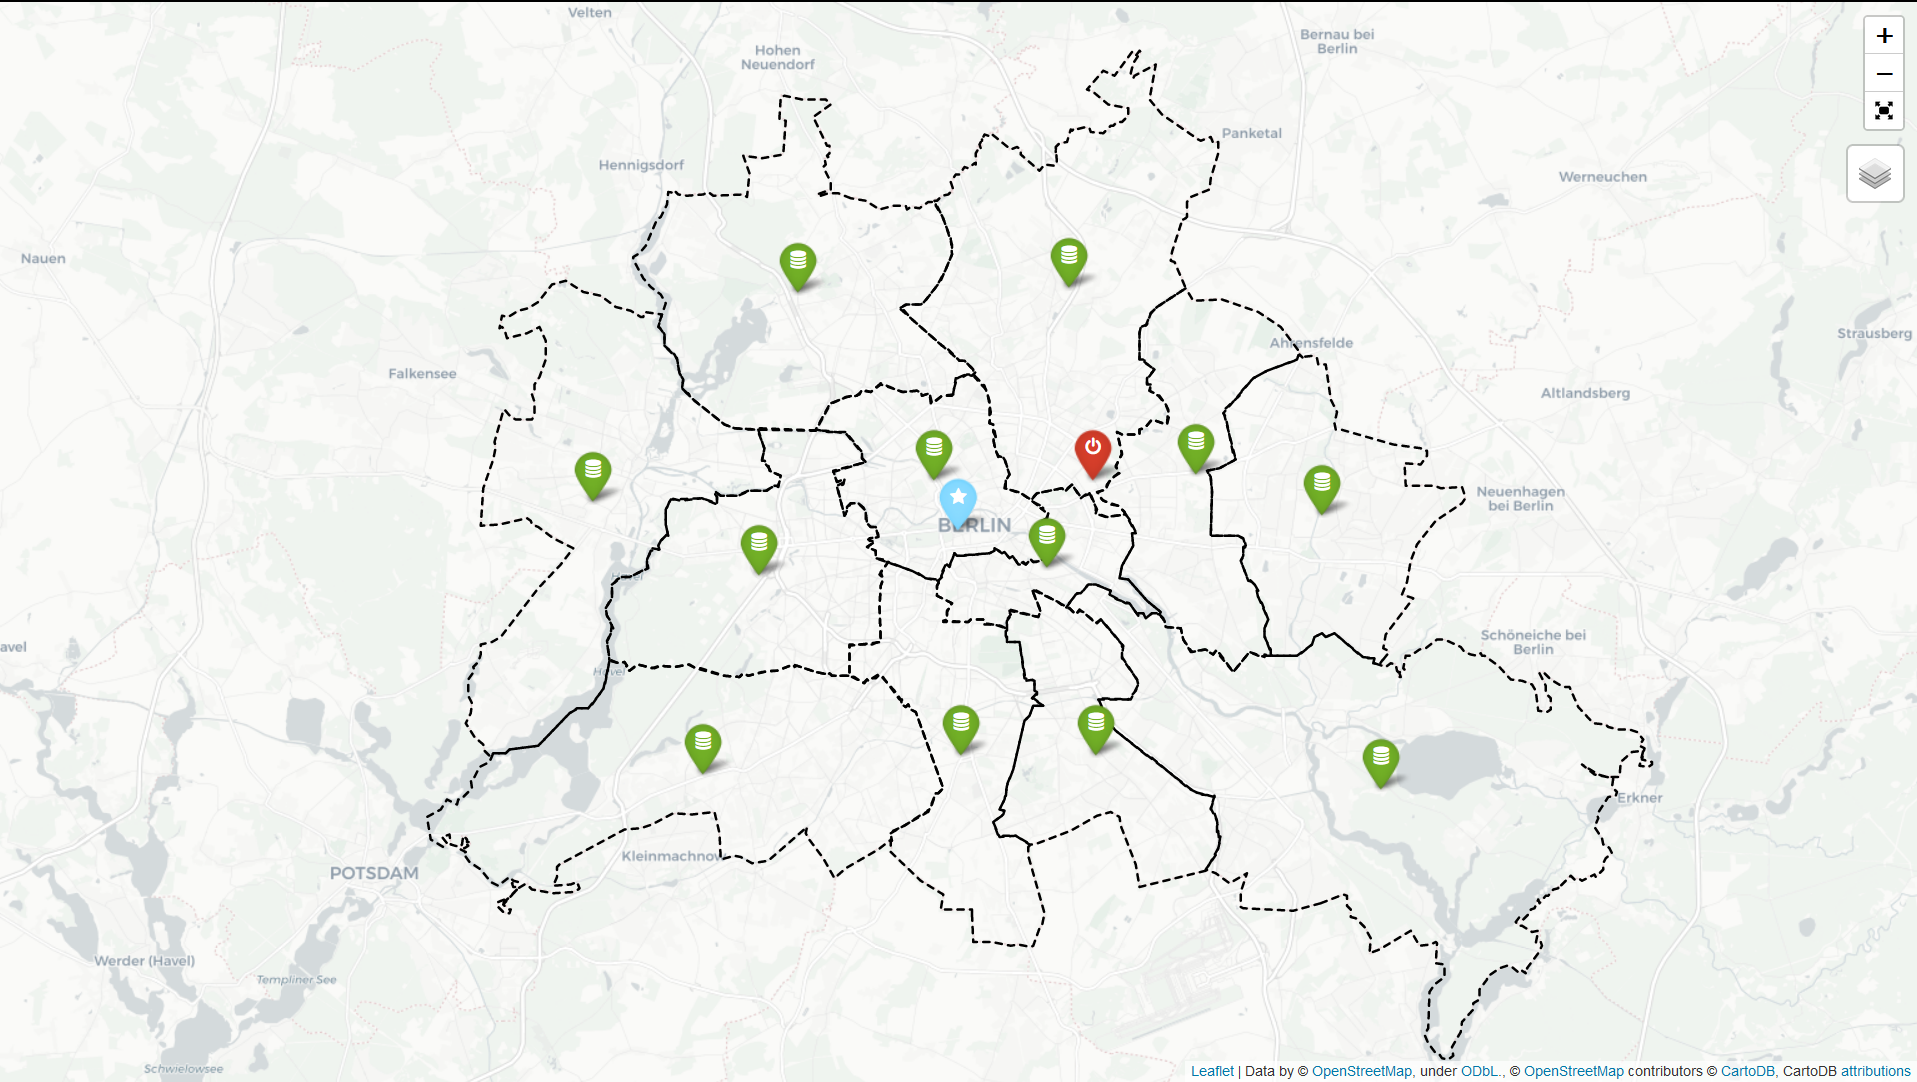 Velten
Hohen
Neuendorf
Bernau bei
Berlin
+
−
Panketal
Hennigsdorf
Werneuchen
Nauen
Strausberg
Ahrensfelde
Falkensee
Altlandsberg
Neuenhagen
bei Berlin
BERLIN
Havel
Schöneiche bei
Berlin
avel
Havel
Erkner
Kleinmachnow
POTSDAM
Werder (Havel)
Templiner See
Schwielowsee
Leaflet | Data by © OpenStreetMap, under ODbL., © OpenStreetMap contributors © CartoDB, CartoDB attributions